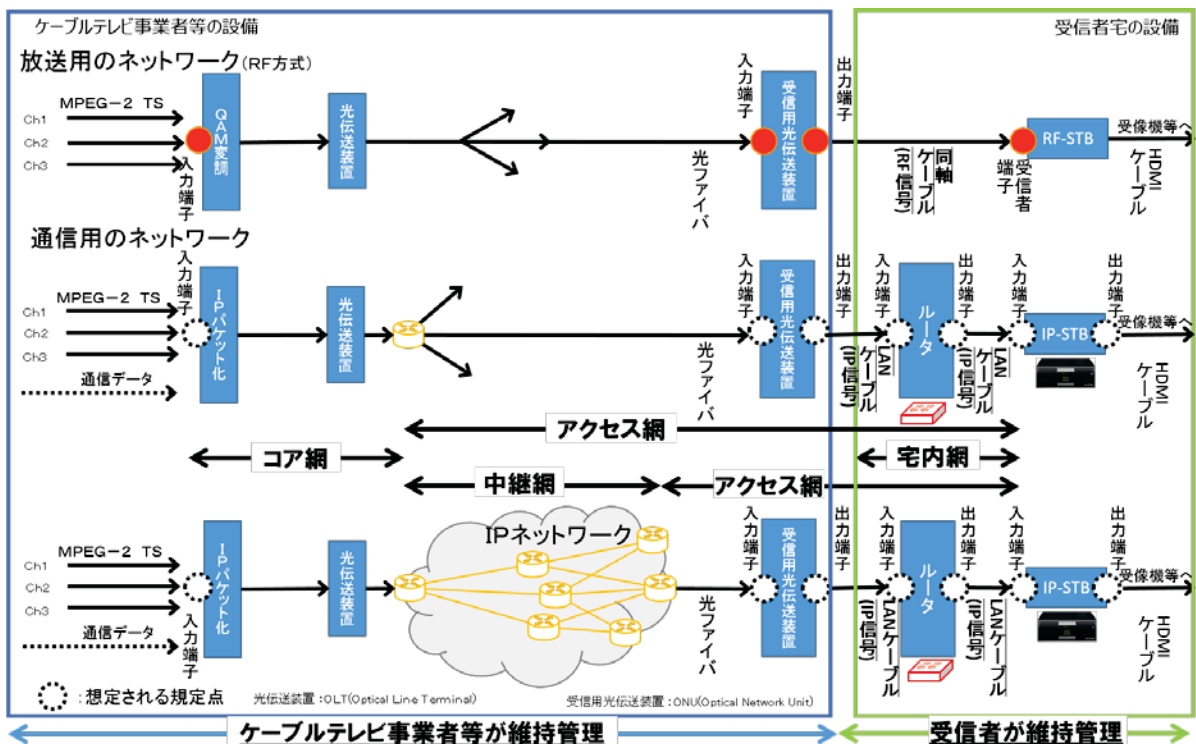 ケーブルテレビ事業者等の設備
受信者宅の設備
放送用のネットワーク(RF方式)
MPEG-2 TS
Ch1
Ch2
Ch3
入力端子
QAM変調
光伝送装置
光ファイバ
入力端子
受信用光伝送装置
出力端子
同軸ケーブル(RF信号)
受信者端子
RF-STB
受像機等へ
HDMIケーブル
通信用のネットワーク
MPEG-2 TS
Ch1
Ch2
Ch3
通信データ
入力端子
IPパケット化
光伝送装置
光ファイバ
入力端子
受信用光伝送装置
出力端子
LANケーブル(IP信号)
入力端子
ルータ
出力端子
LANケーブル(IP信号)
入力端子
IP-STB
出力端子
受像機等へ
HDMIケーブル
アクセス網
コア網
宅内網
中継網
アクセス網
MPEG-2 TS
Ch1
Ch2
Ch3
通信データ
入力端子
IPパケット化
光伝送装置
IPネットワーク
光ファイバ
入力端子
受信用光伝送装置
出力端子
LANケーブル(IP信号)
入力端子
ルータ
出力端子
LANケーブル(IP信号)
入力端子
IP-STB
出力端子
受像機等へ
HDMIケーブル
:想定される規定点
光伝送装置:OLT(Optical Line Terminal)
受信用光伝送装置:ONU(Optical Network Unit)
ケーブルテレビ事業者等が維持管理
受信者が維持管理